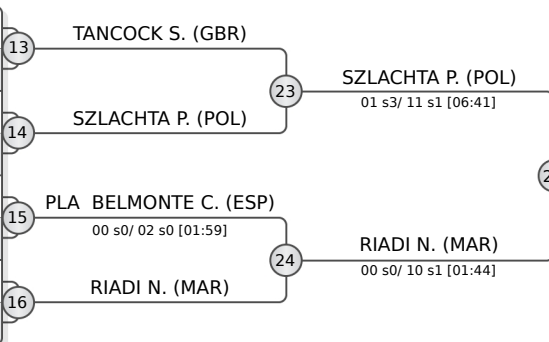 13
TANCOCK S. (GBR)
23
SZLACHTA P. (POL)
01 s3/ 11 s1 [06:41]
14
SZLACHTA P. (POL)
15
PLA BELMONTE C. (ESP)
00 s0/ 02 s0 [01:59]
24
RIADI N. (MAR)
00 s0/ 10 s1 [01:44]
16
RIADI N. (MAR)